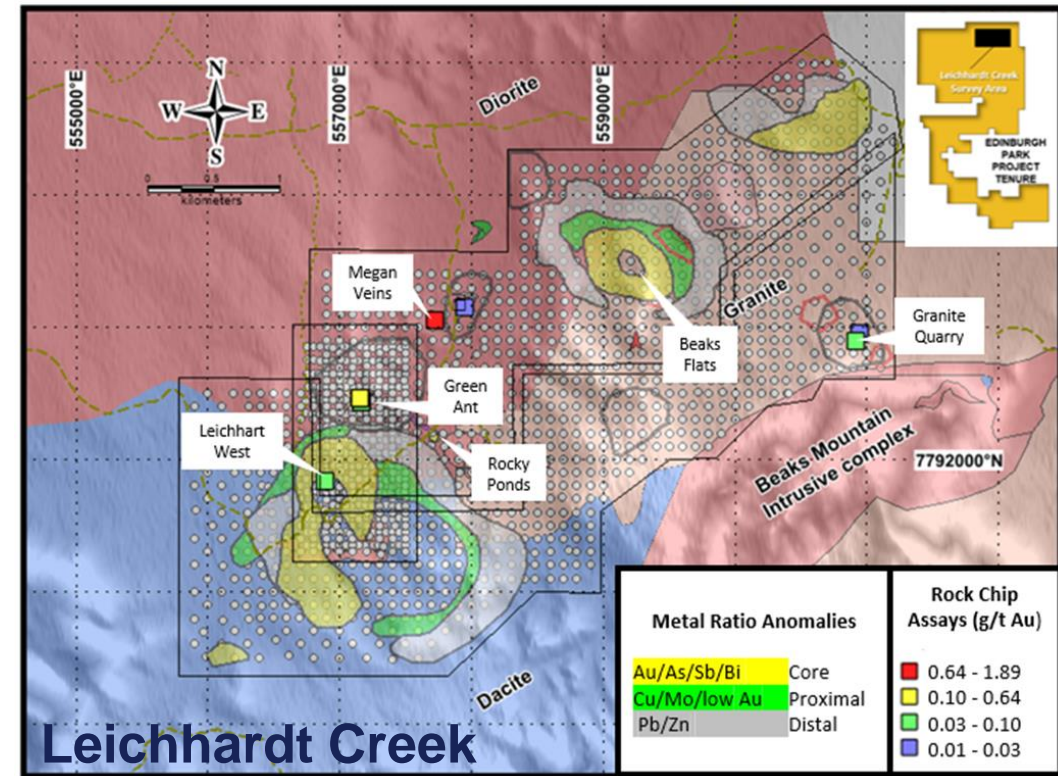 N
W E
S
0 0.5 1
kilometers
555000°E
557000°E
559000°E
Diorite
Leichhardt Creek
Survey Area
EDINBURGH
PARK
PROJECT
TENURE
Megan
Veins
Granite
Beaks
Flats
Granite
Quarry
Green
Ant
Leichhart
West
Rocky
Ponds
Beaks Mountain
Intrusive complex
7792000°N
Dacite
Metal Ratio Anomalies
Au/As/Sb/Bi Core
Cu/Mo/low Au Proximal
Pb/Zn Distal
Rock Chip
Assays (g/t Au)
0.64 - 1.89
0.10 - 0.64
0.03 - 0.10
0.01 - 0.03
Leichhardt Creek